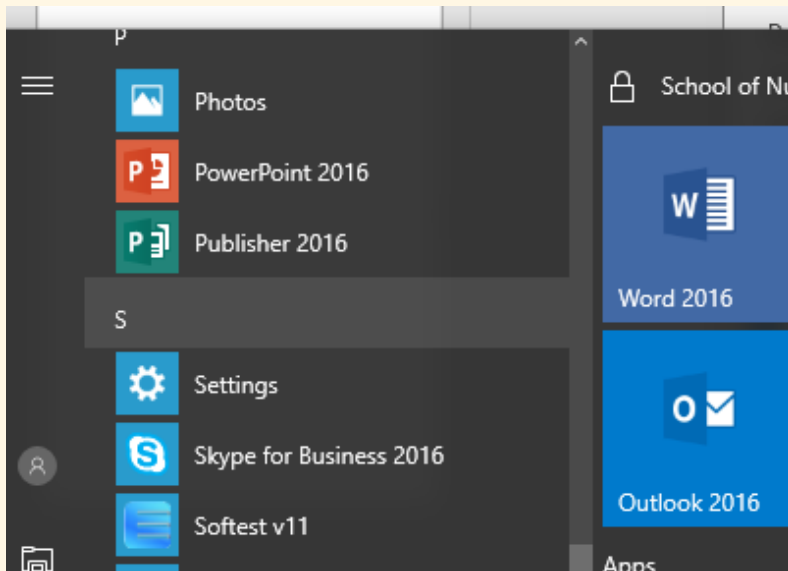 P
Photos
PowerPoint 2016
Publisher 2016
S
Settings
Skype for Business 2016
Softest v11
School of
Word 2016
Outlook 2016
Apps